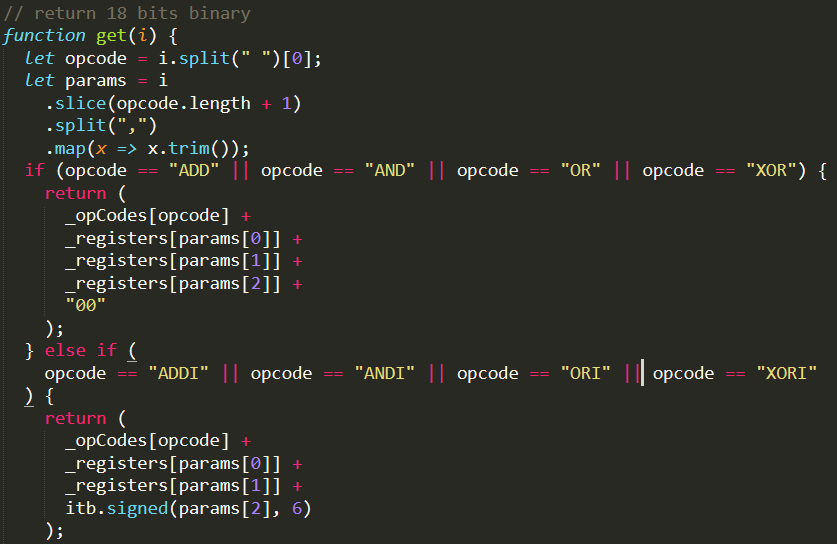 // return 18 bits binary
function get(i) {
  let opcode = i.split(" ")[0];
  let params = i
    .slice(opcode.length + 1)
    .split(",")
    .map(x => x.trim());
  if (opcode == "ADD" || opcode == "AND" || opcode == "OR" || opcode == "XOR") {
    return (
      _opCodes[opcode] +
      _registers[params[0]] +
      _registers[params[1]] +
      _registers[params[2]] +
      "00"
    );
  } else if (
    opcode == "ADDI" || opcode == "ANDI" || opcode == "ORI" || opcode == "XORI"
  ) {
    return (
      _opCodes[opcode] +
      _registers[params[0]] +
      _registers[params[1]] +
      itb.signed(params[2], 6)
    );